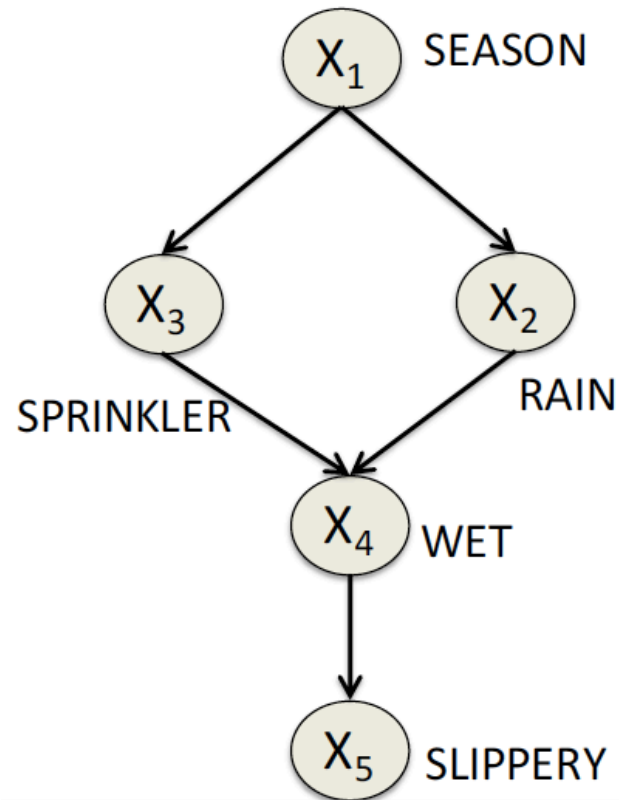 X₁ SEASON
X₃
X₂
SPRINKLER
RAIN
X₄ WET
X₅ SLIPPERY